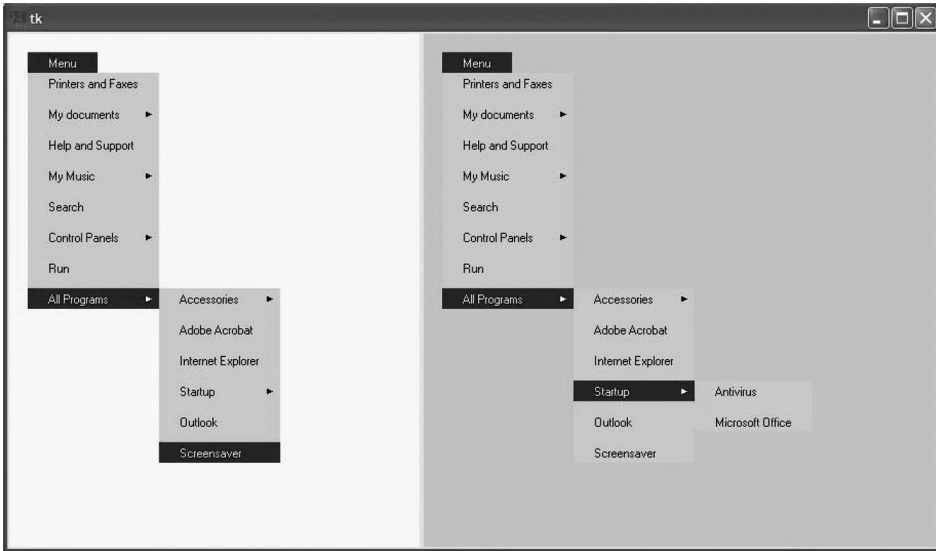 tk
Menu
Printers and Faxes
My documents
Help and Support
My Music
Search
Control Panels
Run
All Programs
Accessories
Adobe Acrobat
Internet Explorer
Startup
Outlook
Screensaver
Menu
Printers and Faxes
My documents
Help and Support
My Music
Search
Control Panels
Run
All Programs
Accessories
Adobe Acrobat
Internet Explorer
Startup
Outlook
Screensaver
Antivirus
Microsoft Office